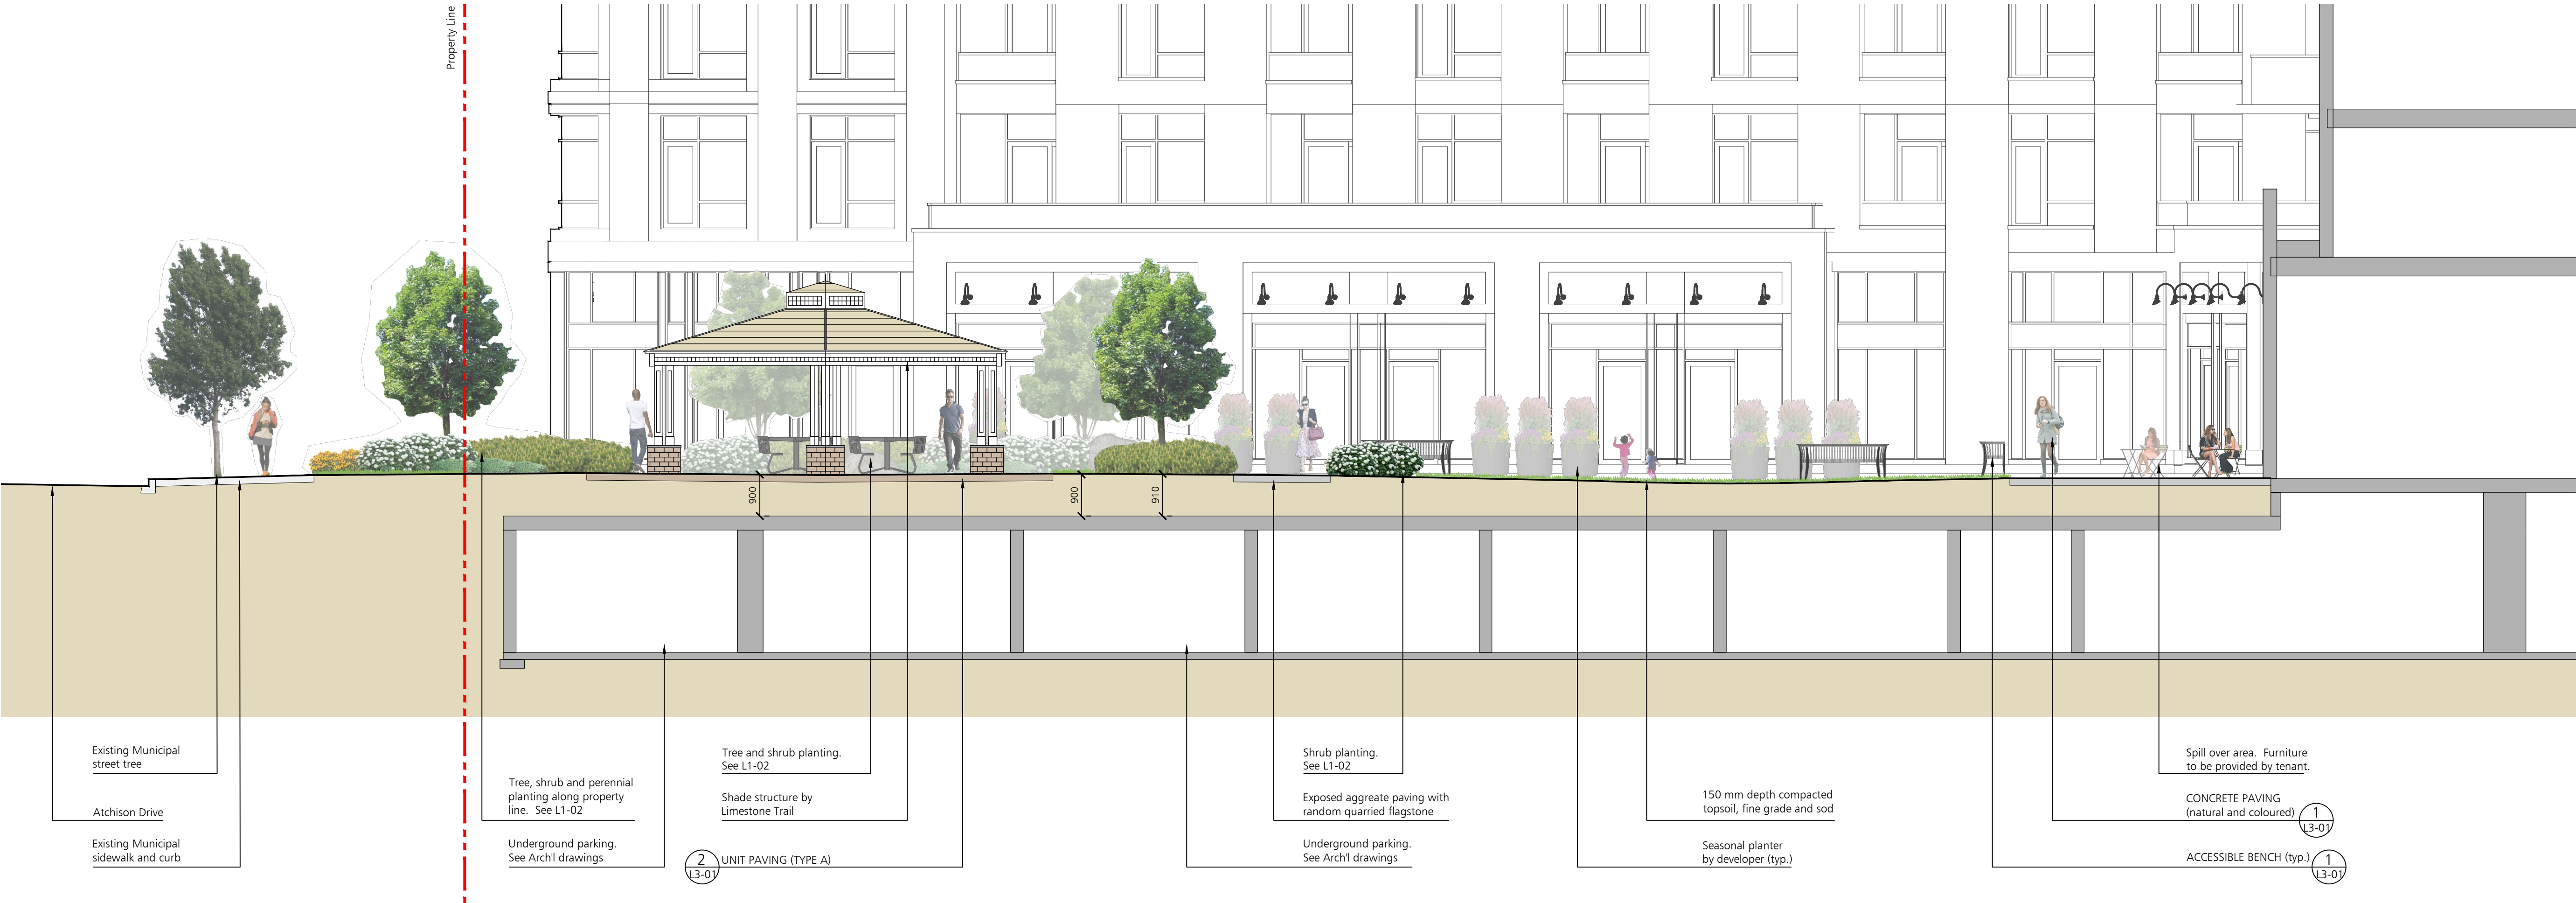 Property Line
900
900
910
Existing Municipal
street tree
Atchison Drive
Existing Municipal
sidewalk and curb
Tree, shrub and perennial
planting along property
line. See L1-02
Underground parking.
See Arch'l drawings
Tree and shrub planting.
See L1-02
Shade structure by
Limestone Trail
2
L3-01
UNIT PAVING (TYPE A)
Shrub planting.
See L1-02
Exposed aggreate paving with
random quarried flagstone
Underground parking.
See Arch'l drawings
150 mm depth compacted
topsoil, fine grade and sod
Seasonal planter
by developer (typ.)
Spill over area. Furniture
to be provided by tenant.
CONCRETE PAVING
(natural and coloured)
1
L3-01
ACCESSIBLE BENCH (typ.)
1
L3-01